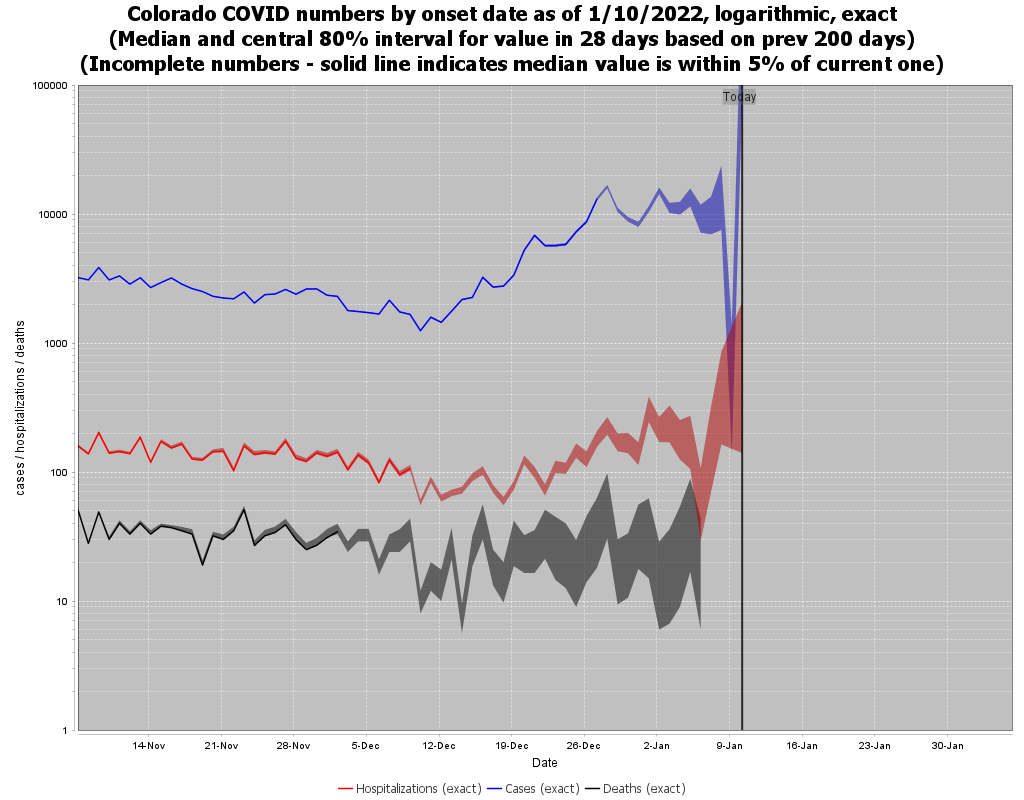 Colorado COVID numbers by onset date as of 1/10/2022, logarithmic, exact
(Median and central 80% interval for value in 28 days based on prev 200 days)
(Incomplete numbers - solid line indicates median value is within 5% of current one)
Today
100000
10000
1000
100
10
1
cases / hospitalizations / deaths
14-Nov
21-Nov
28-Nov
5-Dec
12-Dec
19-Dec
26-Dec
2-Jan
9-Jan
16-Jan
23-Jan
30-Jan
Date
Hospitalizations (exact)
Cases (exact)
Deaths (exact)